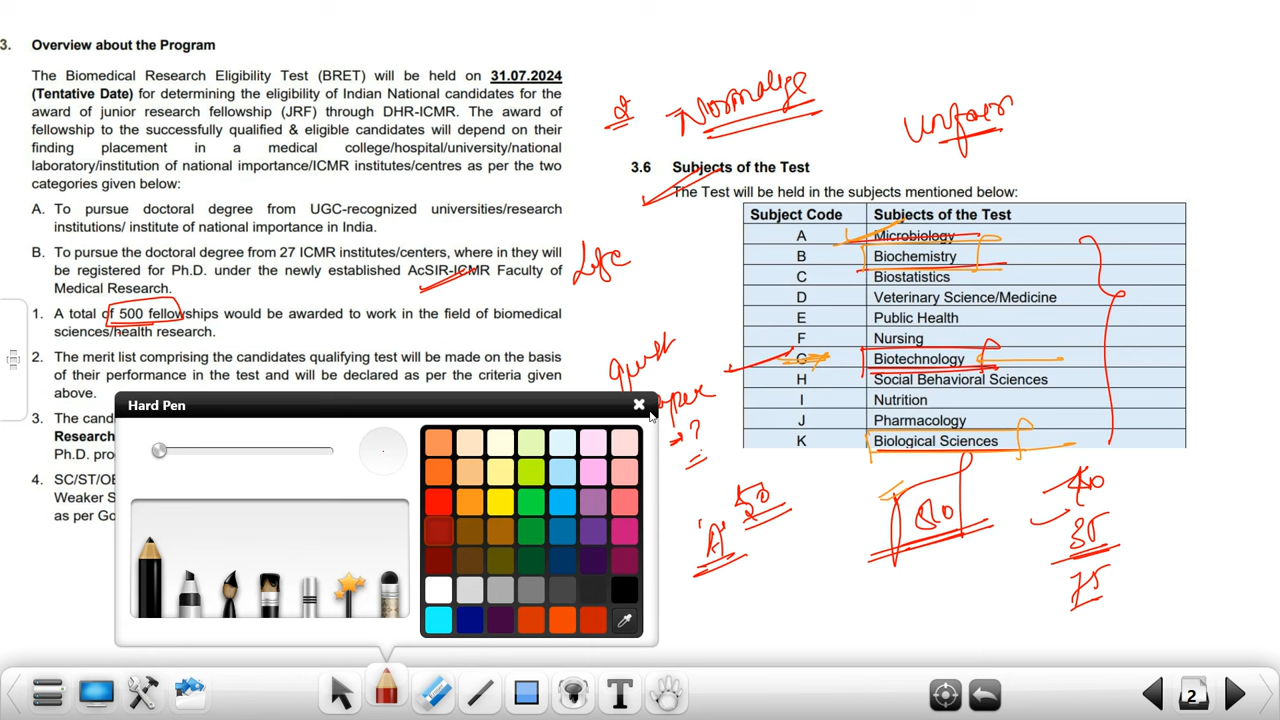 3. Overview about the Program
The Biomedical Research Eligibility Test (BRET) will be held on 31.07.2024
(Tentative Date) for determining the eligibility of Indian National candidates for the
award of junior research fellowship (JRF) through DHR-ICMR. The award of
fellowship to the successfully qualified & eligible candidates will depend on their
finding placement in a medical college/hospital/university/national
laboratory/institution of national importance/ICMR institutes/centres as per the two
categories given below:
A. To pursue doctoral degree from UGC-recognized universities/research
institutions/ institute of national importance in India.
B. To pursue the doctoral degree from 27 ICMR institutes/centers, where in they will
be registered for Ph.D. under the newly established AcSIR-ICMR Faculty of
Medical Research.
1. A total of 500 fellowships would be awarded to work in the field of biomedical
sciences/health research.
2. The merit list comprising the candidates qualifying test will be made on the basis
of their performance in the test and will be declared as per the criteria given
above.
3. The cand
Research
Ph.D. pro
4. SC/ST/OB
Weaker S
as per Go
Hard Pen
Life
Normalize
unfair
3.6 Subjects of the Test
The Test will be held in the subjects mentioned below:
Subject Code Subjects of the Test
A Microbiology
B Biochemistry
C Biostatistics
D Veterinary Science/Medicine
E Public Health
F Nursing
G Biotechnology
H Social Behavioral Sciences
I Nutrition
J Pharmacology
K Biological Sciences
?
'A' 50
40
35
75
T
2